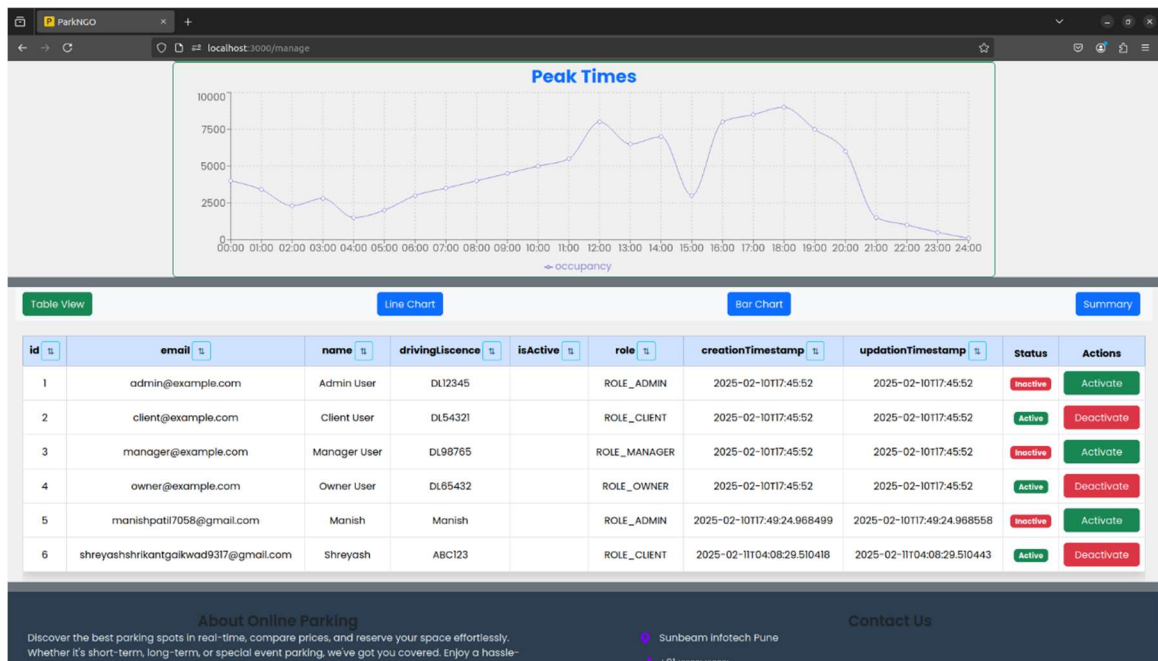 ParkNGO
localhost:3000/manage
Peak Times
10000
7500
5000
2500
0
00:00 01:00 02:00 03:00 04:00 05:00 06:00 07:00 08:00 09:00 10:00 11:00 12:00 13:00 14:00 15:00 16:00 17:00 18:00 19:00 20:00 21:00 22:00 23:00 24:00
occupancy
Table View Line Chart Bar Chart Summary
id email name drivingLiscence isActive role creationTimestamp updationTimestamp Status Actions
1 admin@example.com Admin User DL12345 ROLE_ADMIN 2025-02-10T17:45:52 2025-02-10T17:45:52 Inactive Activate
2 client@example.com Client User DL54321 ROLE_CLIENT 2025-02-10T17:45:52 2025-02-10T17:45:52 Active Deactivate
3 manager@example.com Manager User DL98765 ROLE_MANAGER 2025-02-10T17:45:52 2025-02-10T17:45:52 Inactive Activate
4 owner@example.com Owner User DL65432 ROLE_OWNER 2025-02-10T17:45:52 2025-02-10T17:45:52 Active Deactivate
5 manishpatil7058@gmail.com Manish Manish ROLE_ADMIN 2025-02-10T17:49:24.968499 2025-02-10T17:49:24.968558 Inactive Activate
6 shreyashshrikantgaikwad9317@gmail.com Shreyash ABC123 ROLE_CLIENT 2025-02-11T04:08:29.510418 2025-02-11T04:08:29.510443 Active Deactivate
About Online Parking
Discover the best parking spots in real-time, compare prices, and reserve your space effortlessly.
Whether it's short-term, long-term, or special event parking, we've got you covered. Enjoy a hassle-
Contact Us
Sunbeam infotech Pune